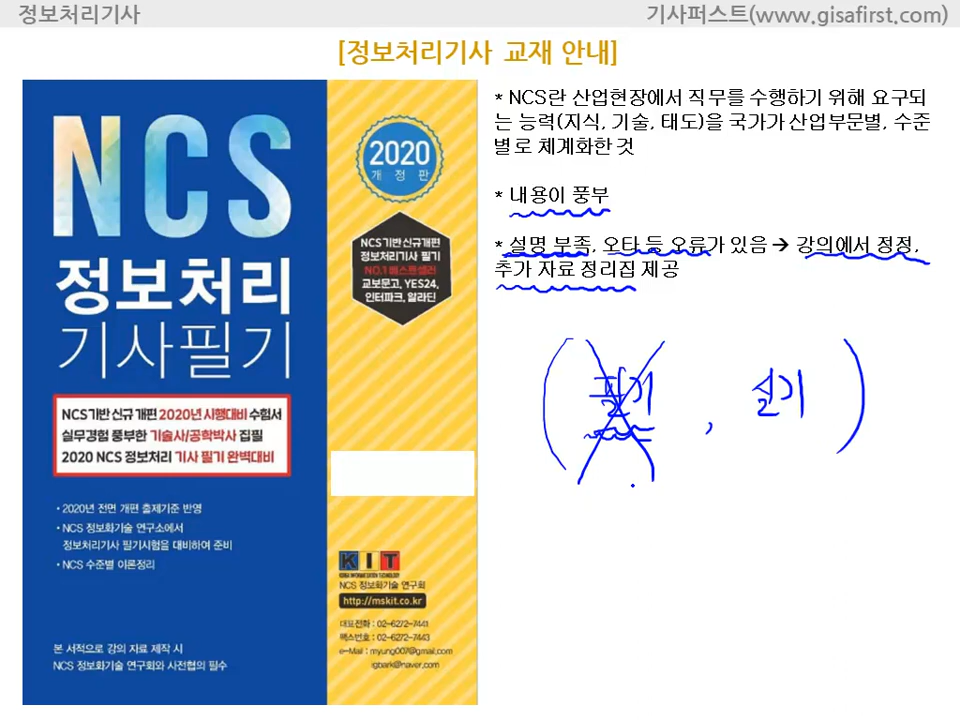 정보처리기사
기사퍼스트(www.gisafirst.com)
[정보처리기사 교재 안내]
NCS
정보처리
기사필기
NCS기반 신규 개편 2020년 시행대비 수험서
실무경험 풍부한 기술사/공학박사 집필
2020 NCS 정보처리 기사 필기 완벽대비
• 2020년 전면 개편 출제기준 반영
• NCS 정보화기술 연구소에서
정보처리기사 필기시험을 대비하여 준비
• NCS 수준별 이론정리
본 서적으로 강의 자료 제작 시
NCS 정보화기술 연구회와 사전협의 필수
2020
개정판
NCS기반 신규개편
정보처리기사 필기
NO.1 베스트셀러
교보문고, YES24,
인터파크, 알라딘
KIT
KOREA INFORMATION TECHNOLOGY
NCS 정보화기술 연구회
http://mskit.co.kr
대표전화 : 02-6272-7441
팩스번호 : 02-6272-7443
e-Mail : myung007@gmail.com
igbark@naver.com
* NCS란 산업현장에서 직무를 수행하기 위해 요구되
는 능력(지식, 기술, 태도)을 국가가 산업부문별, 수준
별로 체계화한 것
* 내용이 풍부
* 설명 부족, 오타 등 오류가 있음 → 강의에서 정정,
추가 자료 정리집 제공
(필기, 실기)